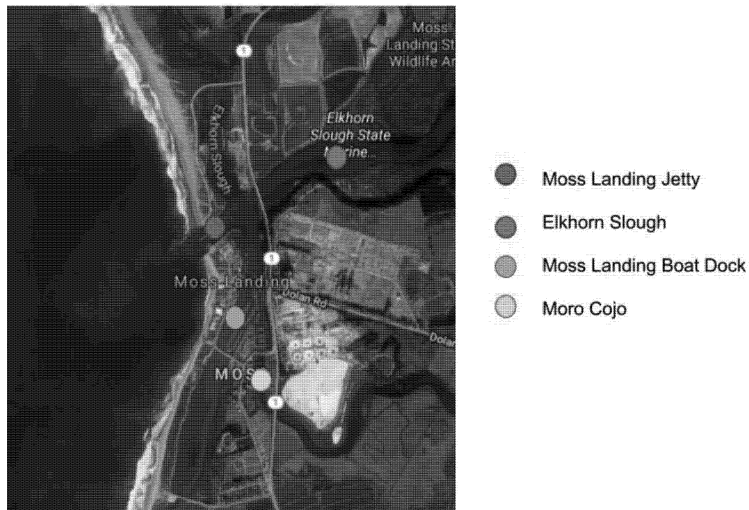 Moss
Landing St
Wildlife Ar
1
Elkhorn
Slough State
Marine...
Elkhorn Slough
1
Moss Landing
Dolan Rd
Dolan
MOS
1
Moss Landing Jetty
Elkhorn Slough
Moss Landing Boat Dock
Moro Cojo